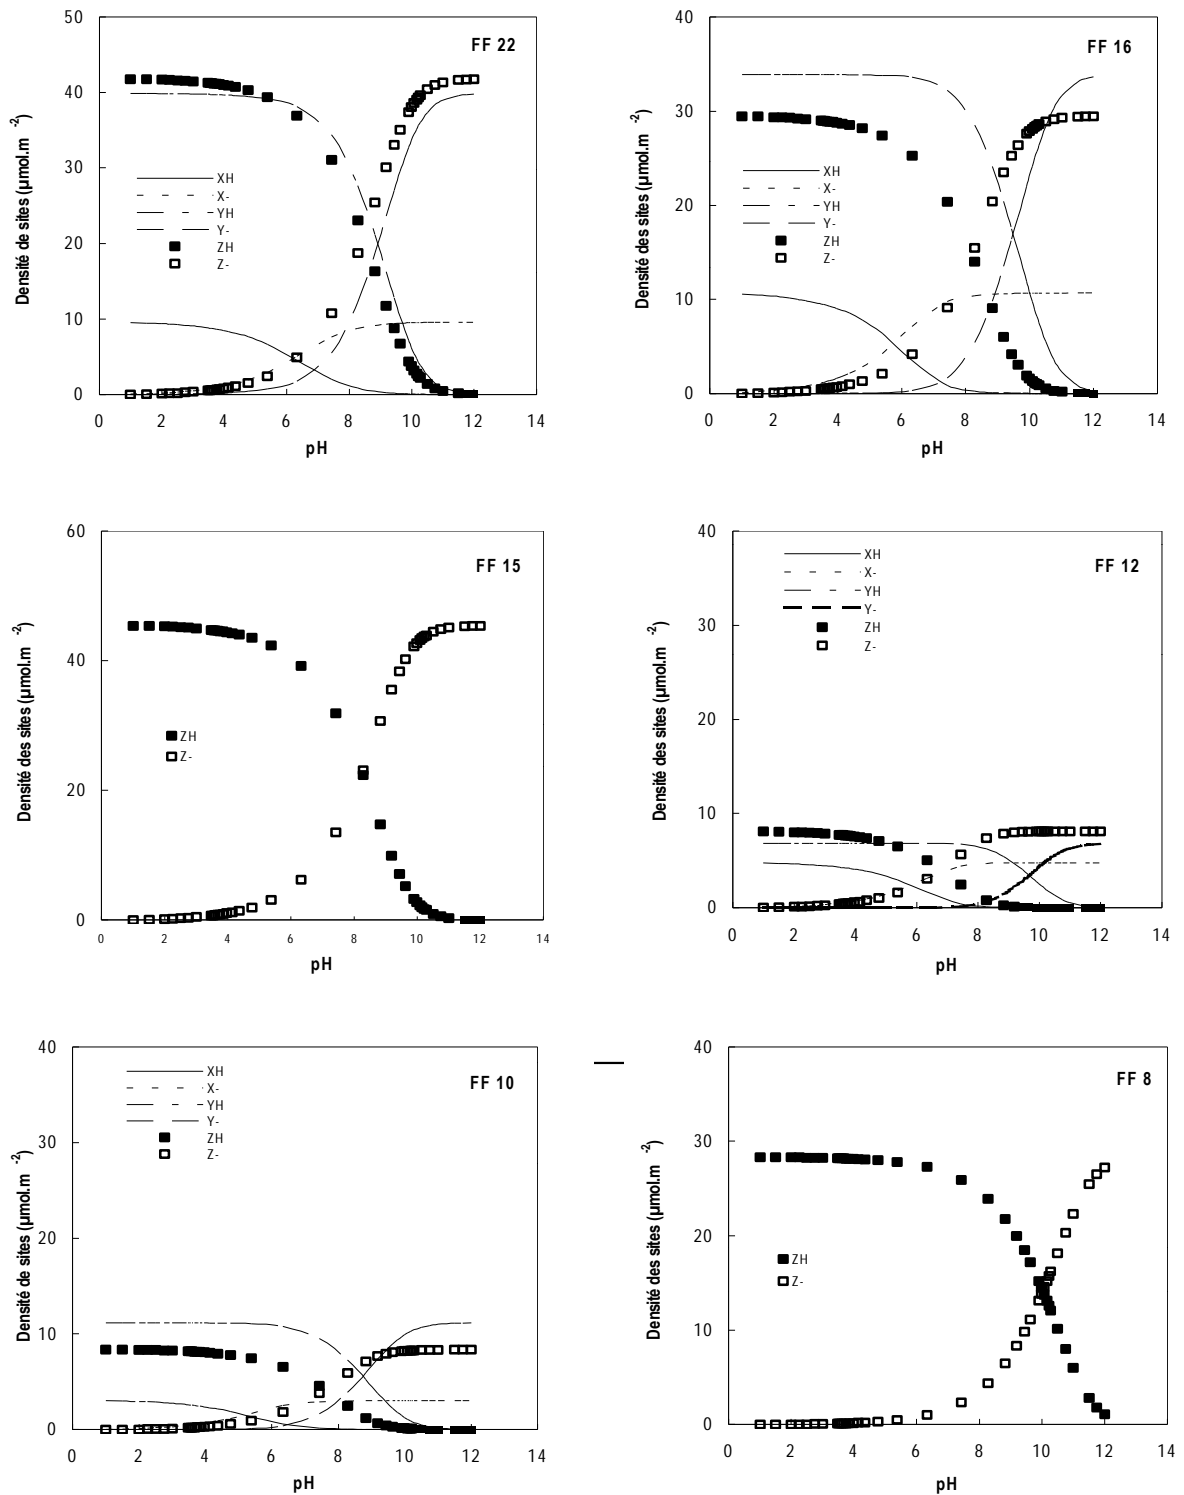 FF 22
Densité de sites (µmol.m -2)
50
40
30
20
10
0
XH
X-
YH
Y-
ZH
Z-
0 2 4 6 8 10 12 14
pH
FF 16
Densité des sites (µmol.m -2)
40
30
20
10
0
XH
X-
YH
Y-
ZH
Z-
0 2 4 6 8 10 12 14
pH
FF 15
Densité des sites (µmol.m -2)
60
40
20
0
ZH
Z-
0 2 4 6 8 10 12 14
pH
FF 12
Densité des sites (µmol.m -2)
40
30
20
10
0
XH
X-
YH
Y-
ZH
Z-
0 2 4 6 8 10 12 14
pH
FF 10
Densité de sites (µmol.m -2)
40
30
20
10
0
XH
X-
YH
Y-
ZH
Z-
0 2 4 6 8 10 12 14
pH
FF 8
Densité des sites (µmol.m -2)
40
30
20
10
0
ZH
Z-
0 2 4 6 8 10 12 14
pH